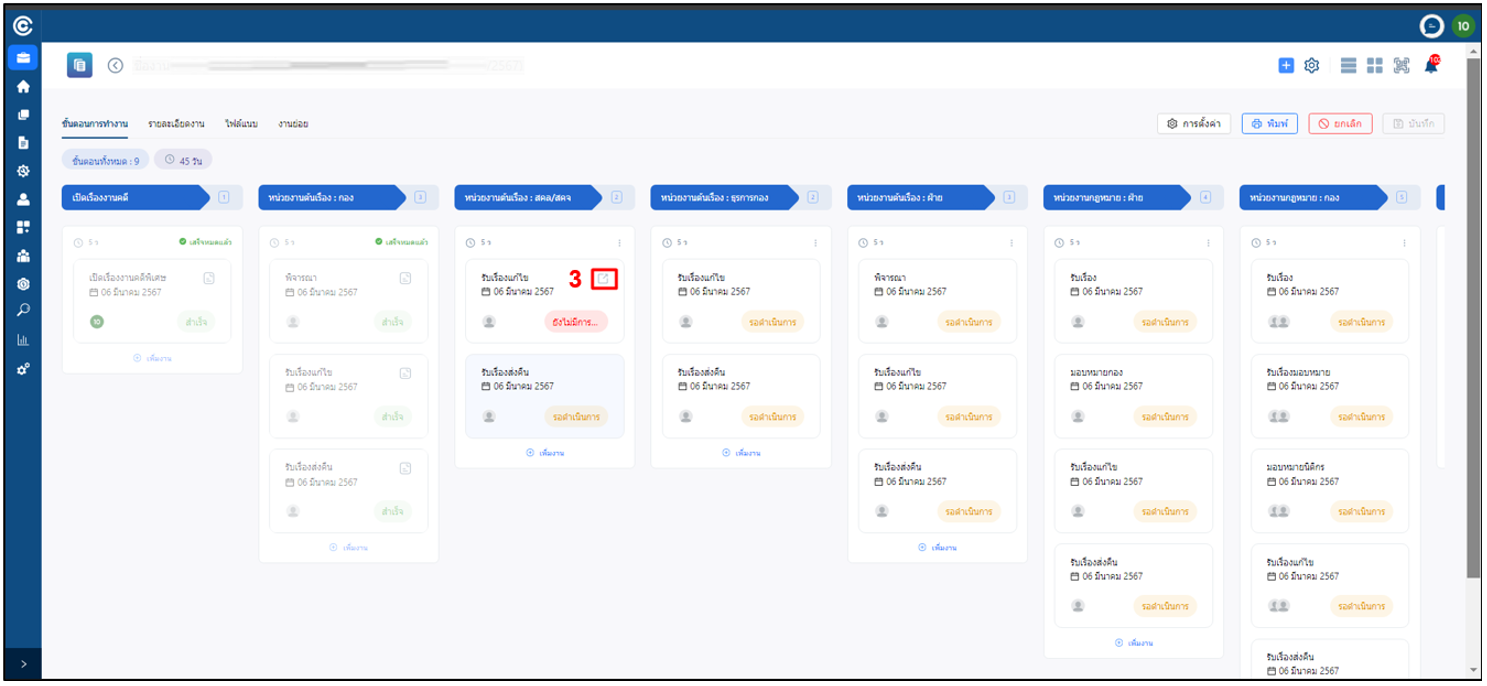 10
/2567)
102
ขั้นตอนการทำงาน รายละเอียดงาน ไฟล์แนบ งานย่อย
การตั้งค่า พิมพ์ ยกเลิก บันทึก
ขั้นตอนทั้งหมด : 9 45 วัน
เปิดเรื่องงานคดี 1 หน่วยงานต้นเรื่อง : กอง 3 หน่วยงานต้นเรื่อง : สคล/สคจ 2 หน่วยงานต้นเรื่อง : ธุรการกอง 2 หน่วยงานต้นเรื่อง : ฝ่าย 3 หน่วยงานกฎหมาย : ฝ่าย 4 หน่วยงานกฎหมาย : กอง 5
5 ว เสร็จหมดแล้ว 5 ว เสร็จหมดแล้ว 5 ว 5 ว 5 ว 5 ว 5 ว
เปิดเรื่องงานคดีพิเศษ พิจารณา รับเรื่องแก้ไข 3 รับเรื่องแก้ไข พิจารณา รับเรื่อง รับเรื่อง
06 มีนาคม 2567 06 มีนาคม 2567 06 มีนาคม 2567 06 มีนาคม 2567 06 มีนาคม 2567 06 มีนาคม 2567 06 มีนาคม 2567
10 สำเร็จ สำเร็จ ยังไม่มีการ... รอดำเนินการ รอดำเนินการ รอดำเนินการ รอดำเนินการ
เพิ่มงาน
รับเรื่องแก้ไข รับเรื่องส่งคืน รับเรื่องส่งคืน รับเรื่องแก้ไข มอบหมายกอง รับเรื่องมอบหมาย
06 มีนาคม 2567 06 มีนาคม 2567 06 มีนาคม 2567 06 มีนาคม 2567 06 มีนาคม 2567 06 มีนาคม 2567
สำเร็จ รอดำเนินการ รอดำเนินการ รอดำเนินการ รอดำเนินการ รอดำเนินการ
เพิ่มงาน เพิ่มงาน
รับเรื่องส่งคืน รับเรื่องส่งคืน รับเรื่องแก้ไข มอบหมายนิติกร
06 มีนาคม 2567 06 มีนาคม 2567 06 มีนาคม 2567 06 มีนาคม 2567
สำเร็จ รอดำเนินการ รอดำเนินการ รอดำเนินการ
เพิ่มงาน เพิ่มงาน
รับเรื่องส่งคืน รับเรื่องแก้ไข
06 มีนาคม 2567 06 มีนาคม 2567
รอดำเนินการ รอดำเนินการ
เพิ่มงาน
รับเรื่องส่งคืน
06 มีนาคม 2567